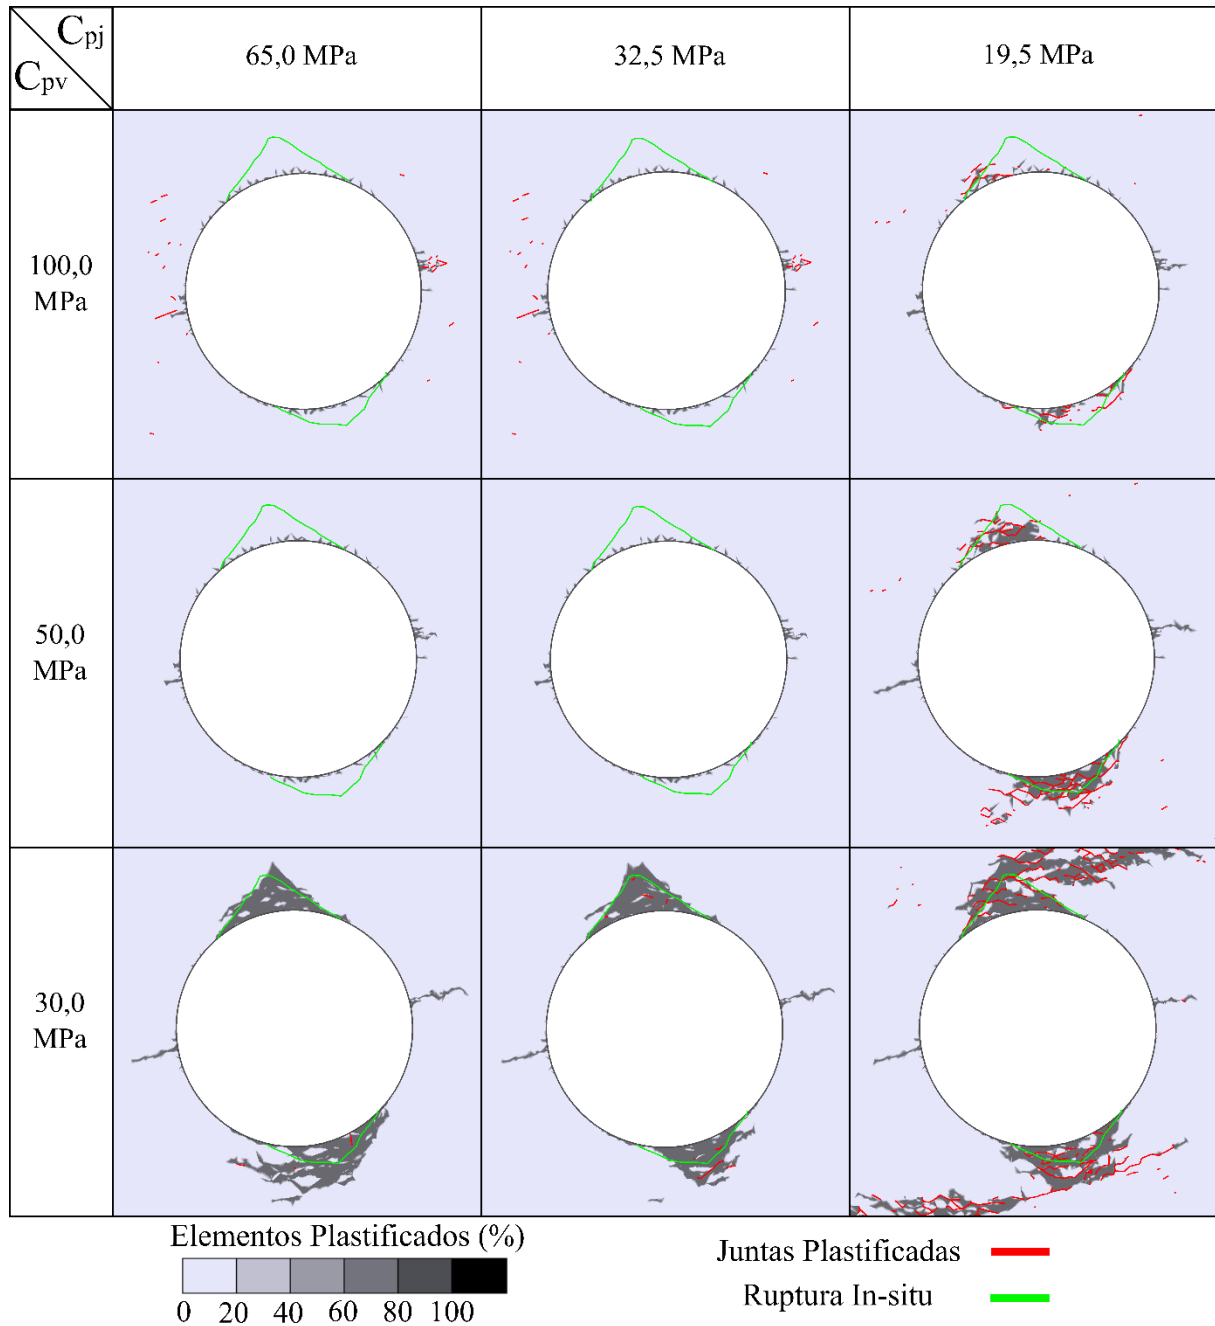 Cpj
Cpv
65,0 MPa
32,5 MPa
19,5 MPa
100,0
MPa
50,0
MPa
30,0
MPa
Elementos Plastificados (%)
0 20 40 60 80 100
Juntas Plastificadas
Ruptura In-situ